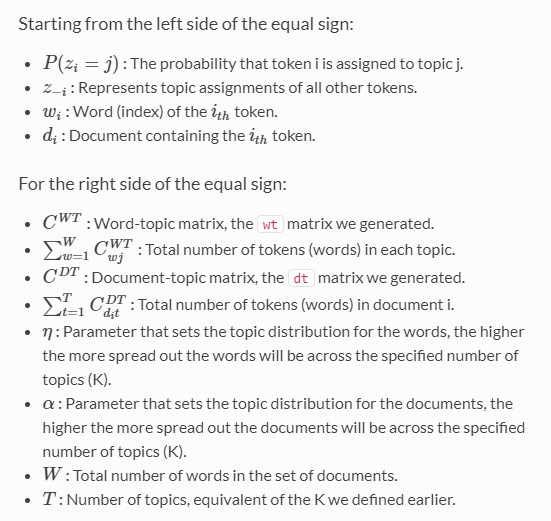 Starting from the left side of the equal sign:
• P(z_i = j) : The probability that token i is assigned to topic j.
• z_{−i} : Represents topic assignments of all other tokens.
• w_i : Word (index) of the i_{th} token.
• d_i : Document containing the i_{th} token.
For the right side of the equal sign:
• C^{WT} : Word-topic matrix, the wt matrix we generated.
• ∑_{w=1}^{W} C_{wj}^{WT} : Total number of tokens (words) in each topic.
• C^{DT} : Document-topic matrix, the dt matrix we generated.
• ∑_{t=1}^{T} C_{d_i t}^{DT} : Total number of tokens (words) in document i.
• η : Parameter that sets the topic distribution for the words, the higher
the more spread out the words will be across the specified number of
topics (K).
• α : Parameter that sets the topic distribution for the documents, the
higher the more spread out the documents will be across the specified
number of topics (K).
• W : Total number of words in the set of documents.
• T : Number of topics, equivalent of the K we defined earlier.